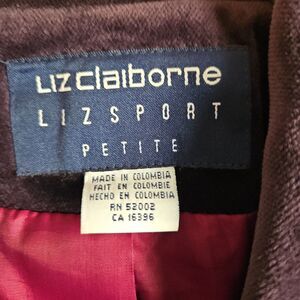 Liz claiborne
LIZSPORT
PETITE
MADE IN COLOMBIA
FAIT EN COLOMBIE
HECHO EN COLOMBIA
RN 52002
CA 16396